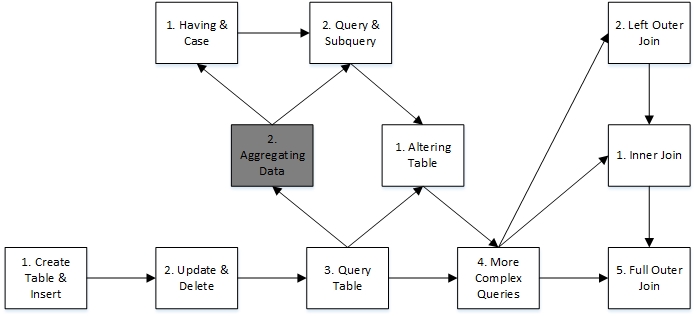 1. Having &
Case
2. Query &
Subquery
2. Left Outer
Join
2.
Aggregating
Data
1. Altering
Table
1. Inner Join
1. Create
Table &
Insert
2. Update &
Delete
3. Query
Table
4. More
Complex
Queries
5. Full Outer
Join